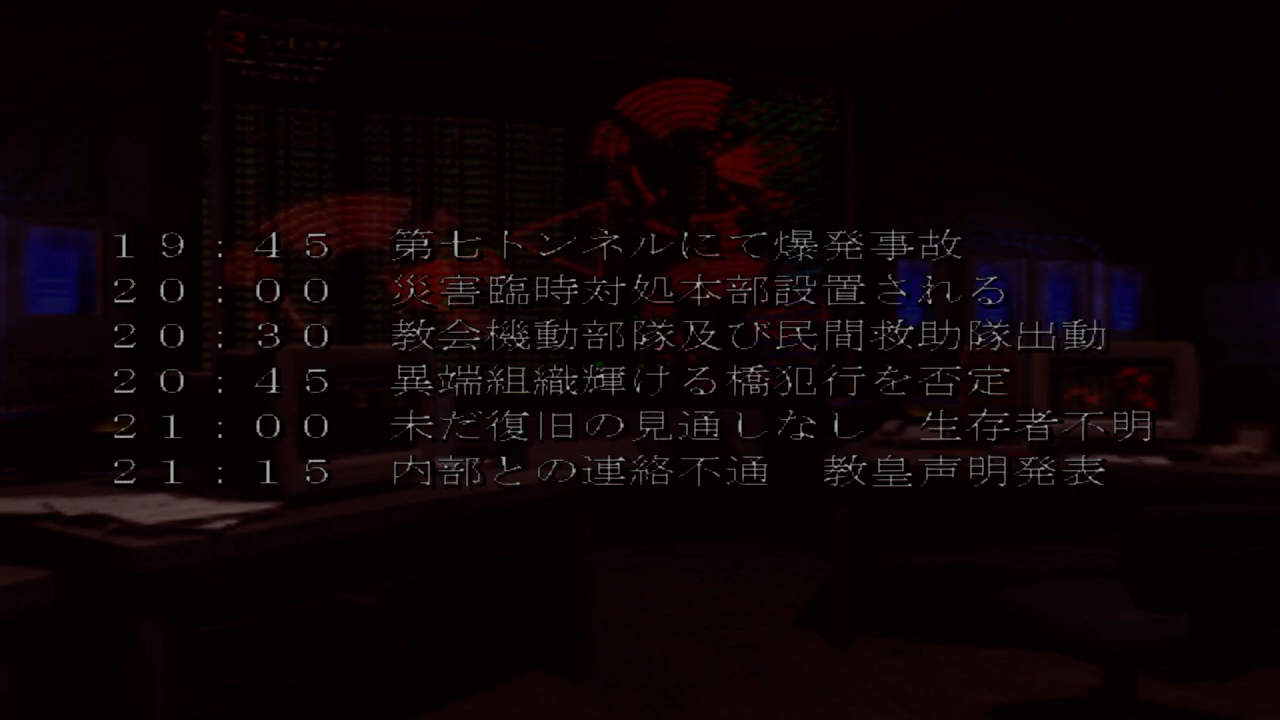 １９：４５　第七トンネルにて爆発事故
２０：００　災害臨時対処本部設置される
２０：３０　教会機動部隊及び民間救助隊出動
２０：４５　異端組織輝ける橋犯行を否定
２１：００　未だ復旧の見通しなし　生存者不明
２１：１５　内部との連絡不通　教皇声明発表